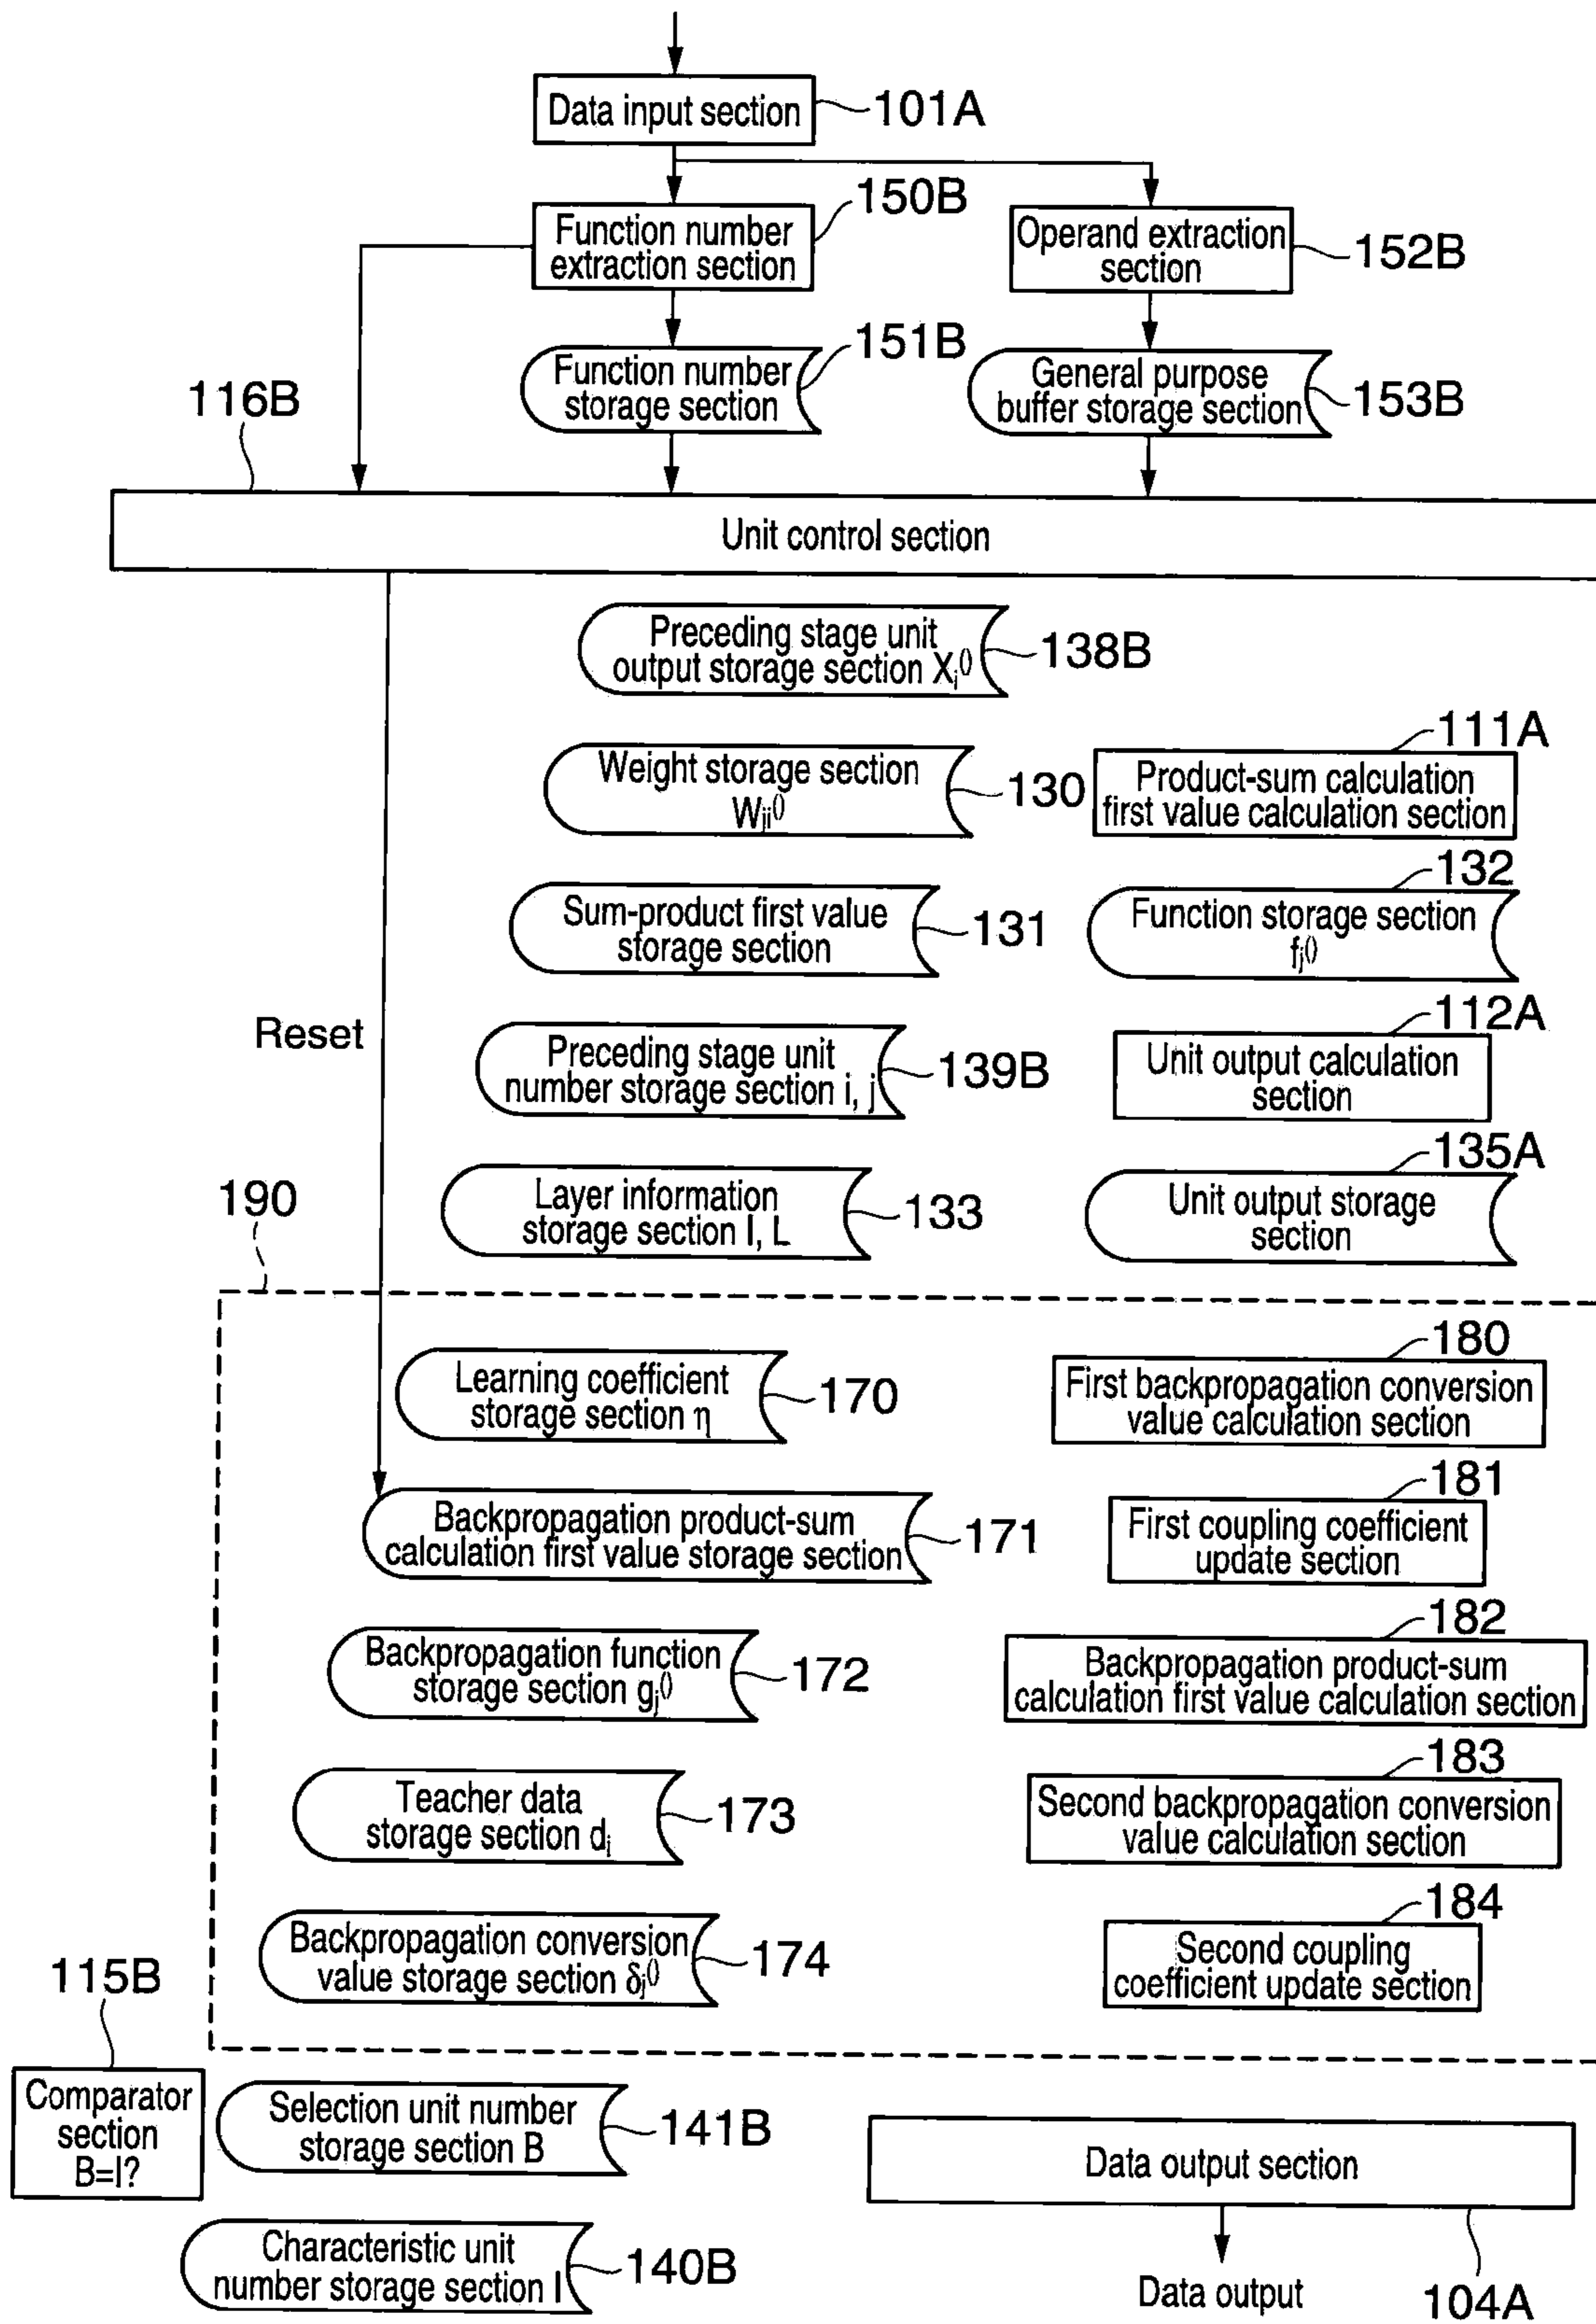 Data input section
101A
Function number
extraction section
150B
Operand extraction
section
152B
Function number
storage section
151B
General purpose
buffer storage section
153B
116B
Unit control section
Preceding stage unit
output storage section Xᵢ⁽⁾
138B
Weight storage section
Wⱼᵢ⁽⁾
130
111A
Product-sum calculation
first value calculation section
Sum-product first value
storage section
131
132
Function storage section
fⱼ⁽⁾
Reset
Preceding stage unit
number storage section i, j
139B
112A
Unit output calculation
section
190
Layer information
storage section l, L
133
135A
Unit output storage
section
Learning coefficient
storage section η
170
180
First backpropagation conversion
value calculation section
Backpropagation product-sum
calculation first value storage section
171
181
First coupling coefficient
update section
Backpropagation function
storage section gⱼ⁽⁾
172
182
Backpropagation product-sum
calculation first value calculation section
Teacher data
storage section dⱼ
173
183
Second backpropagation conversion
value calculation section
Backpropagation conversion
value storage section δⱼ⁽⁾
174
184
Second coupling
coefficient update section
115B
Comparator
section
B=I?
Selection unit number
storage section B
141B
Data output section
104A
Characteristic unit
number storage section I
140B
Data output